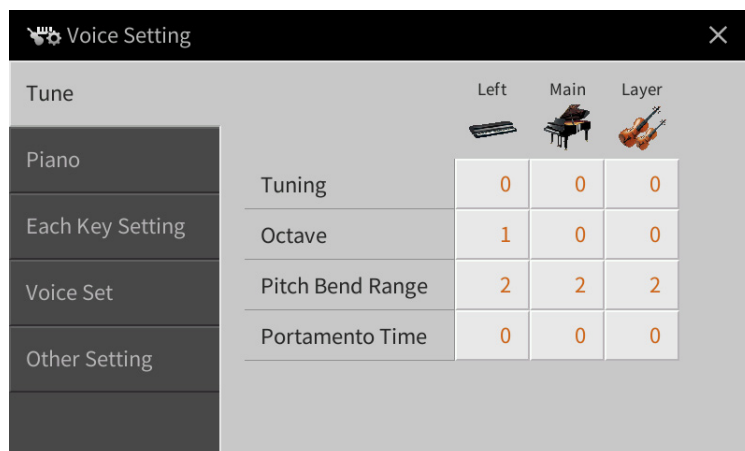 Voice Setting
Tune
Piano
Each Key Setting
Voice Set
Other Setting
Left Main Layer
Tuning 0 0 0
Octave 1 0 0
Pitch Bend Range 2 2 2
Portamento Time 0 0 0